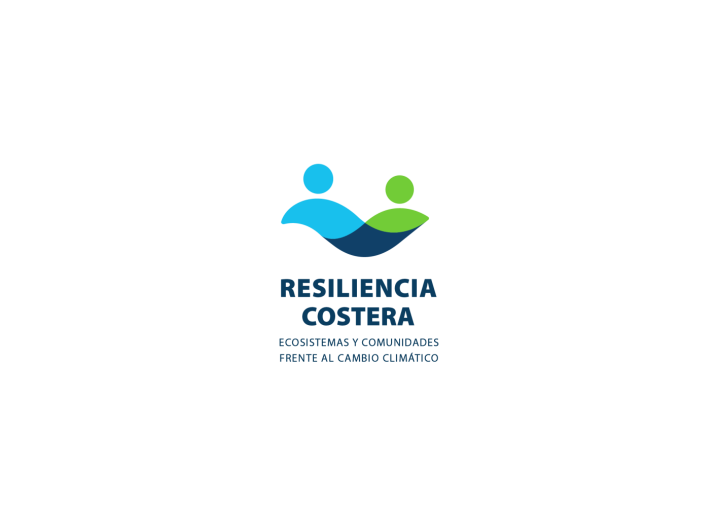 RESILIENCIA
COSTERA
ECOSISTEMAS Y COMUNIDADES
FRENTE AL CAMBIO CLIMÁTICO